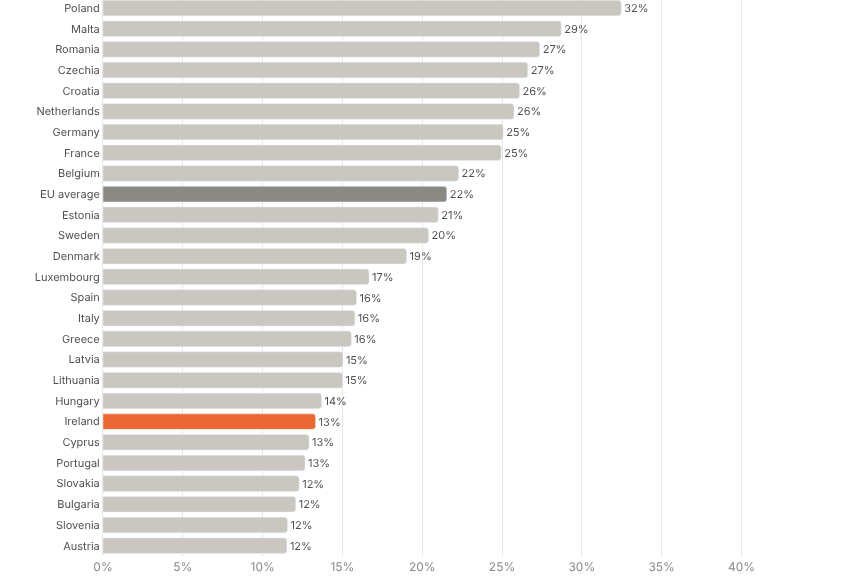 Poland 32%
Malta 29%
Romania 27%
Czechia 27%
Croatia 26%
Netherlands 26%
Germany 25%
France 25%
Belgium 22%
EU average 22%
Estonia 21%
Sweden 20%
Denmark 19%
Luxembourg 17%
Spain 16%
Italy 16%
Greece 16%
Latvia 15%
Lithuania 15%
Hungary 14%
Ireland 13%
Cyprus 13%
Portugal 13%
Slovakia 12%
Bulgaria 12%
Slovenia 12%
Austria 12%
0% 5% 10% 15% 20% 25% 30% 35% 40%